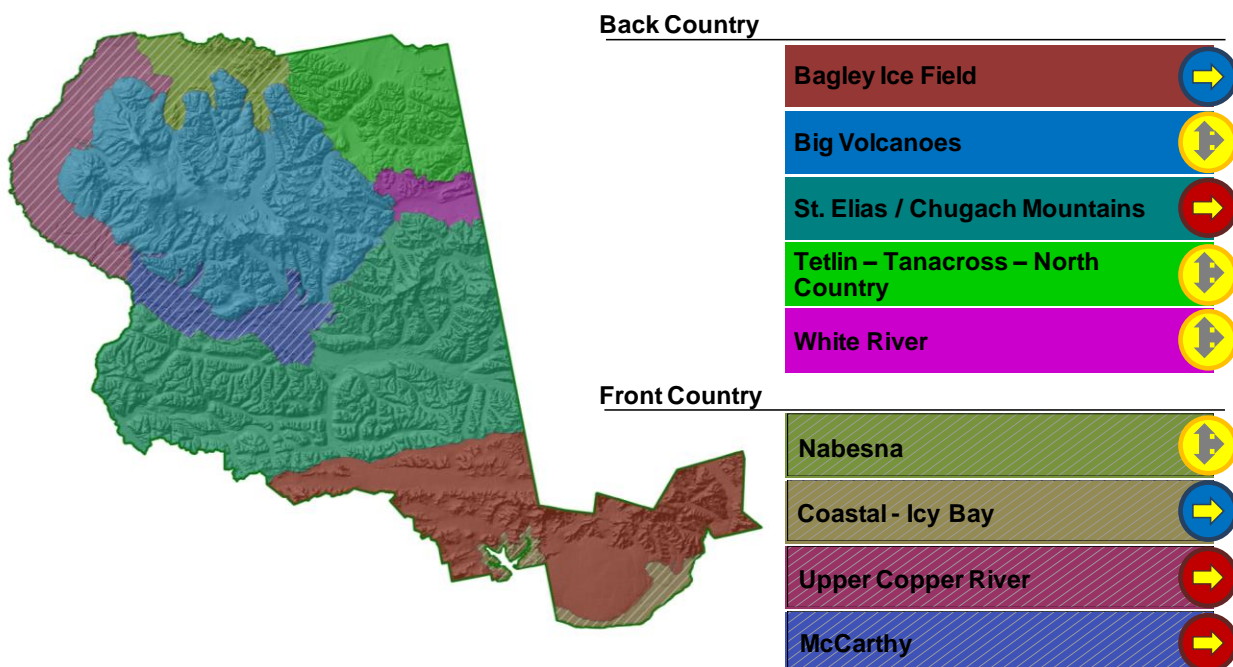 Back Country
Bagley Ice Field
Big Volcanoes
St. Elias / Chugach Mountains
Tetlin – Tanacross – North
Country
White River
Front Country
Nabesna
Coastal - Icy Bay
Upper Copper River
McCarthy